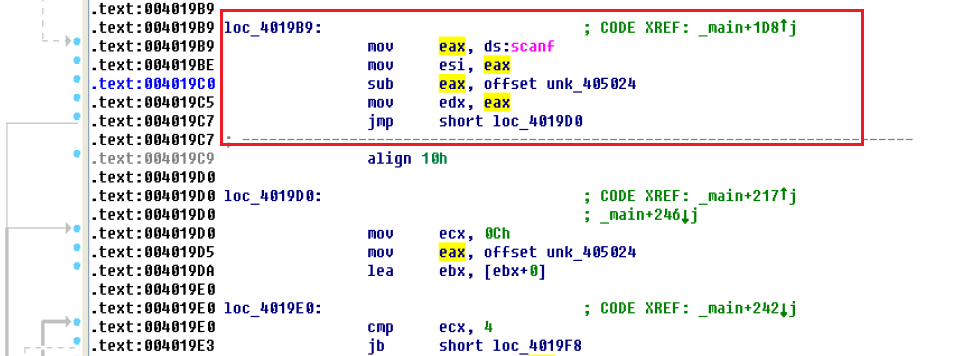 .text:004019B9
.text:004019B9 loc_4019B9: ; CODE XREF: _main+1D8↑j
.text:004019B9 mov eax, ds:scanf
.text:004019BE mov esi, eax
.text:004019C0 sub eax, offset unk_405024
.text:004019C5 mov edx, eax
.text:004019C7 jmp short loc_4019D0
.text:004019C7 ; ---------------------------------------------------------------------------
.text:004019C9 align 10h
.text:004019D0
.text:004019D0 loc_4019D0: ; CODE XREF: _main+217↑j
.text:004019D0 ; _main+246↓j
.text:004019D0 mov ecx, 0Ch
.text:004019D5 mov eax, offset unk_405024
.text:004019DA lea ebx, [ebx+0]
.text:004019E0
.text:004019E0 loc_4019E0: ; CODE XREF: _main+242↓j
.text:004019E0 cmp ecx, 4
.text:004019E3 jb short loc_4019F8